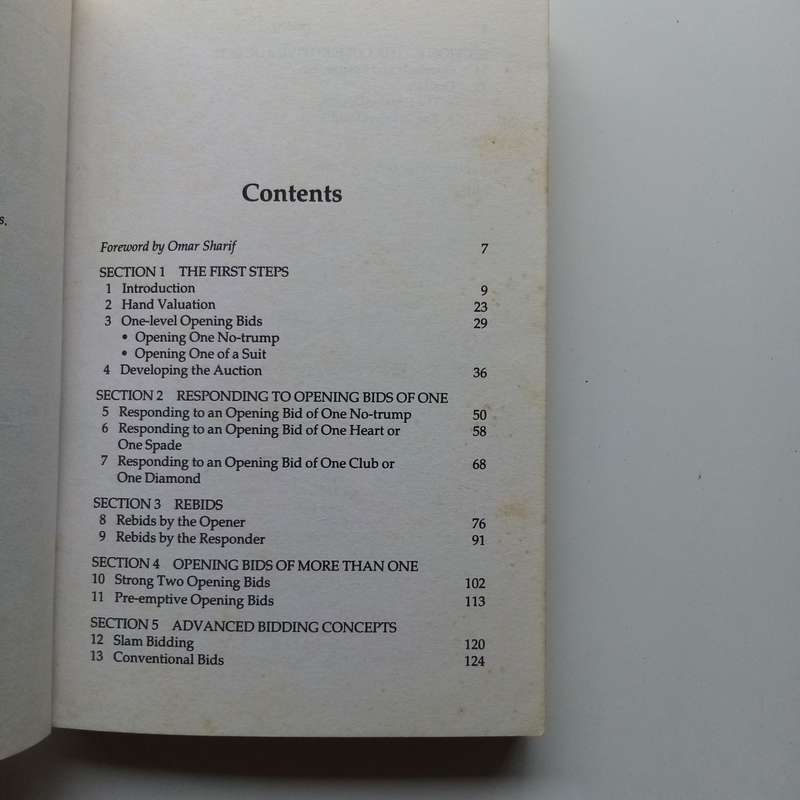 s.
Contents
Foreword by Omar Sharif 7
SECTION 1 THE FIRST STEPS
1 Introduction 9
2 Hand Valuation 23
3 One-level Opening Bids 29
• Opening One No-trump
• Opening One of a Suit
4 Developing the Auction 36
SECTION 2 RESPONDING TO OPENING BIDS OF ONE
5 Responding to an Opening Bid of One No-trump 50
6 Responding to an Opening Bid of One Heart or 58
One Spade
7 Responding to an Opening Bid of One Club or 68
One Diamond
SECTION 3 REBIDS
8 Rebids by the Opener 76
9 Rebids by the Responder 91
SECTION 4 OPENING BIDS OF MORE THAN ONE
10 Strong Two Opening Bids 102
11 Pre-emptive Opening Bids 113
SECTION 5 ADVANCED BIDDING CONCEPTS
12 Slam Bidding 120
13 Conventional Bids 124